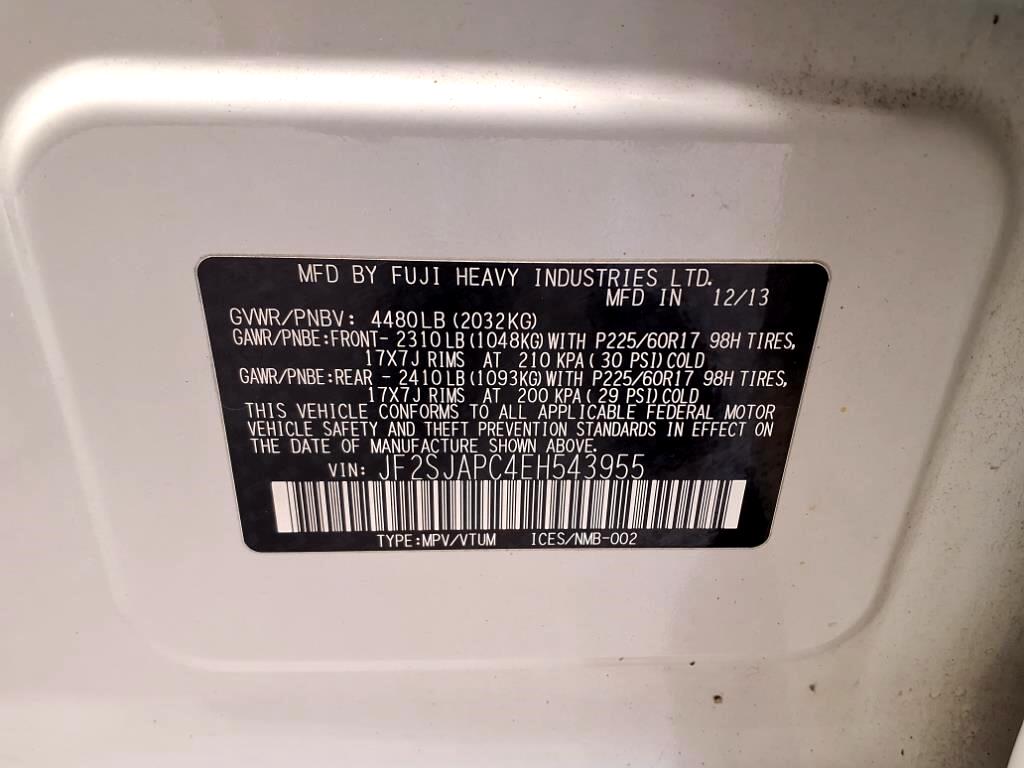 MFD BY FUJI HEAVY INDUSTRIES LTD.
MFD IN 12/13
GVWR/PNBV: 4480LB (2032KG)
GAWR/PNBE:FRONT- 2310LB (1048KG) WITH P225/60R17 98H TIRES,
17X7J RIMS AT 210 KPA( 30 PSI)COLD
GAWR/PNBE:REAR - 2410LB (1093KG) WITH P225/60R17 98H TIRES,
17X7J RIMS AT 200 KPA( 29 PSI)COLD
THIS VEHICLE CONFORMS TO ALL APPLICABLE FEDERAL MOTOR
VEHICLE SAFETY AND THEFT PREVENTION STANDARDS IN EFFECT ON
THE DATE OF MANUFACTURE SHOWN ABOVE.
VIN: JF2SJAPC4EH543955
TYPE:MPV/VTUM ICES/NMB-002